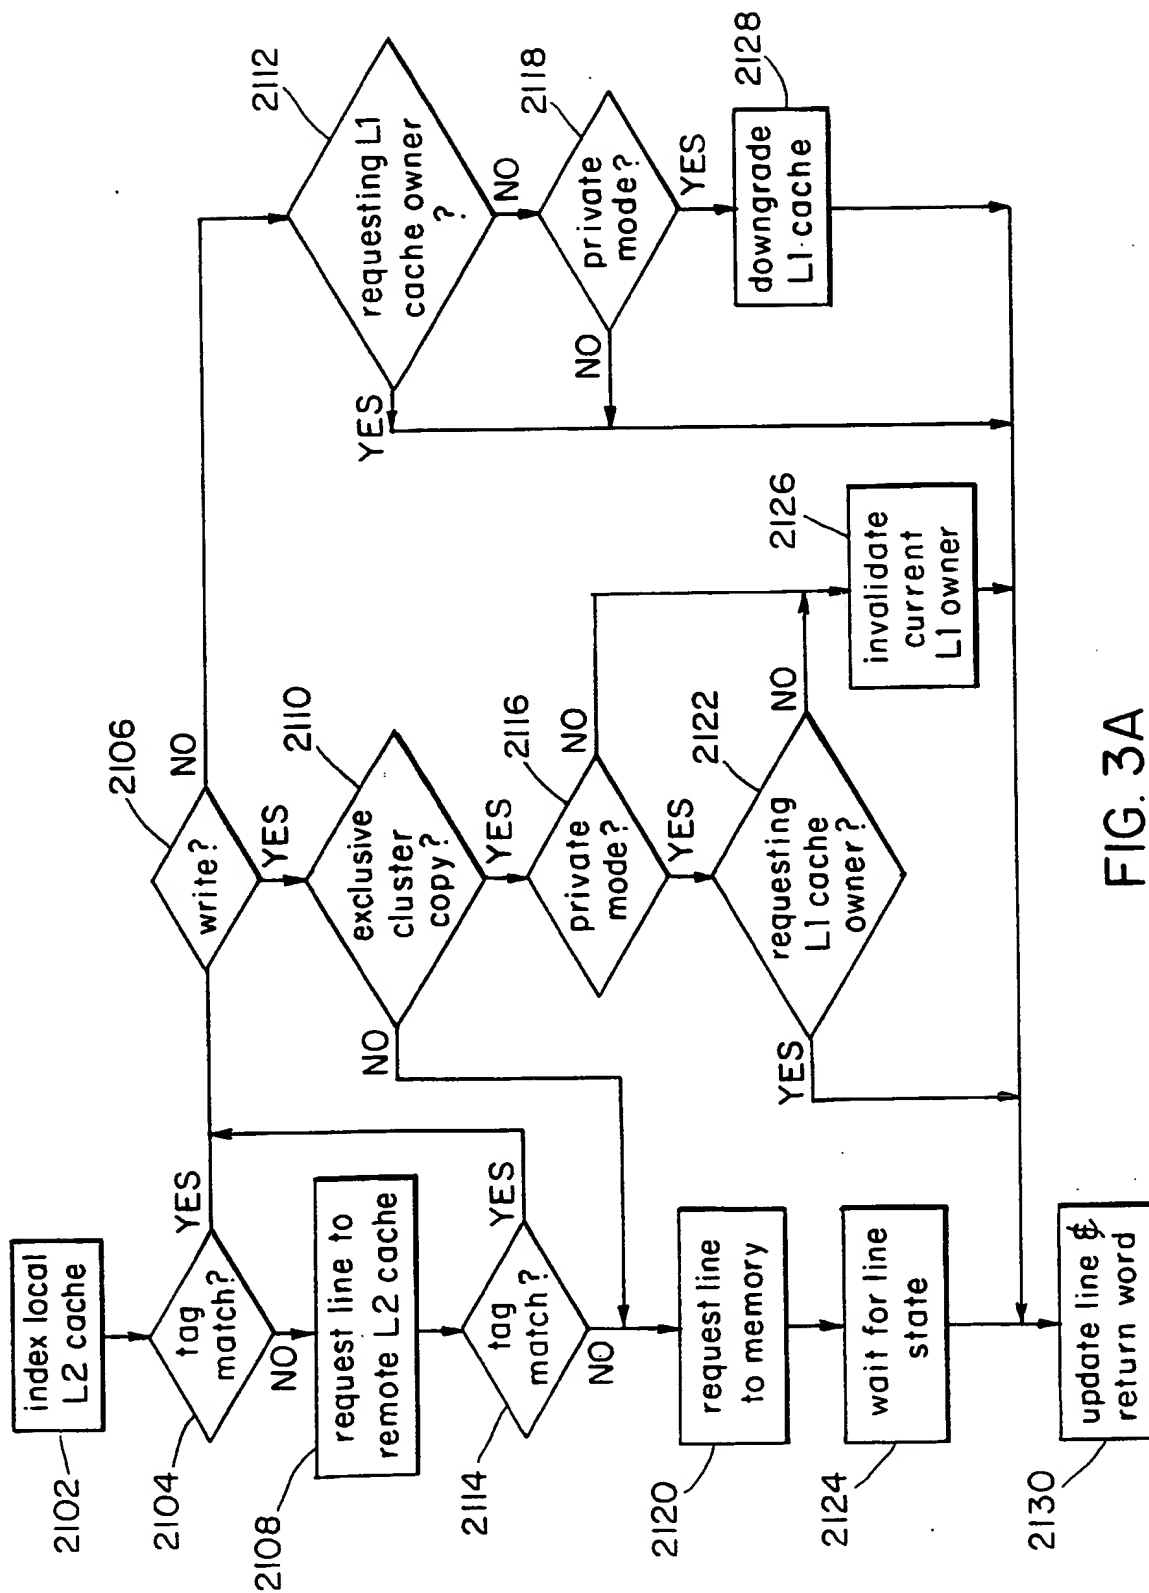 index local
L2 cache
2102
tag
match?
2104
YES
NO
request line to
remote L2 cache
2108
tag
match?
2114
YES
NO
request line
to memory
2120
wait for line
state
2124
update line &
return word
2130
write?
2106
NO
YES
exclusive
cluster
copy?
2110
NO
YES
private
mode?
2116
NO
YES
requesting
L1 cache
owner?
2122
NO
YES
invalidate
current
L1 owner
2126
requesting L1
cache owner
?
2112
YES
NO
private
mode?
2118
NO
YES
downgrade
L1 cache
2128
FIG. 3A